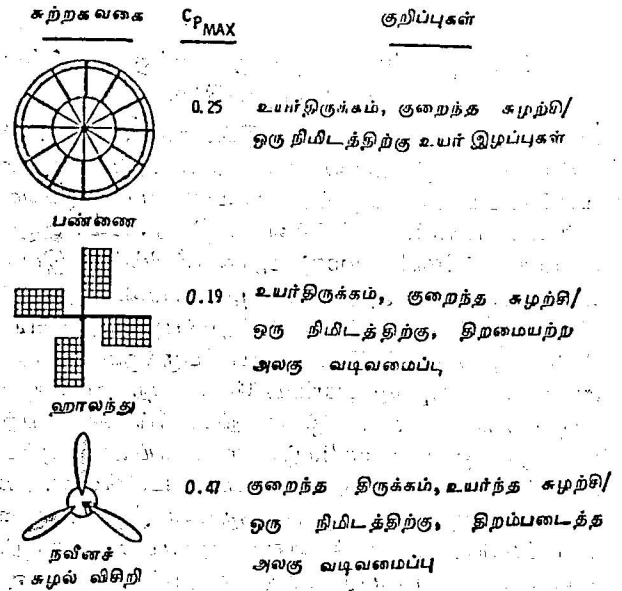 சுற்றக வகை
CP MAX
குறிப்புகள்
0.25 உயர்திருக்கம், குறைந்த சுழற்சி/
ஒரு நிமிடத்திற்கு உயர் இழப்புகள்
பண்ணை
0.19 உயர்திருக்கம், குறைந்த சுழற்சி/
ஒரு நிமிடத்திற்கு, திறமையற்ற
அலகு வடிவமைப்பு
ஹாலந்து
0.47 குறைந்த திருக்கம், உயர்ந்த சுழற்சி/
ஒரு நிமிடத்திற்கு, திறம்படைத்த
அலகு வடிவமைப்பு
நவீனச்
சுழல் விசிறி